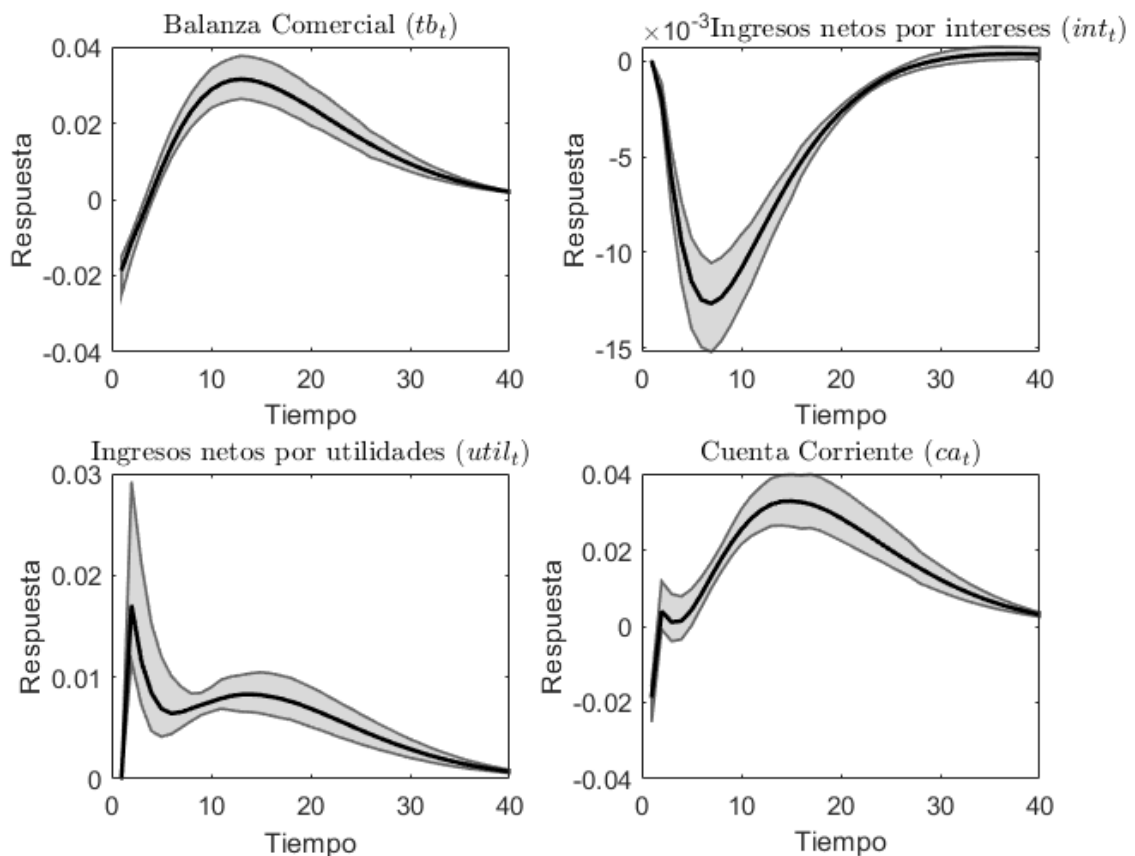 Balanza Comercial (tb_t)
0.04
0.02
0
-0.02
-0.04
Respuesta
0 10 20 30 40
Tiempo
×10^-3 Ingresos netos por intereses (int_t)
0
-5
-10
-15
Respuesta
0 10 20 30 40
Tiempo
Ingresos netos por utilidades (util_t)
0.03
0.02
0.01
0
Respuesta
0 10 20 30 40
Tiempo
Cuenta Corriente (ca_t)
0.04
0.02
0
-0.02
-0.04
Respuesta
0 10 20 30 40
Tiempo